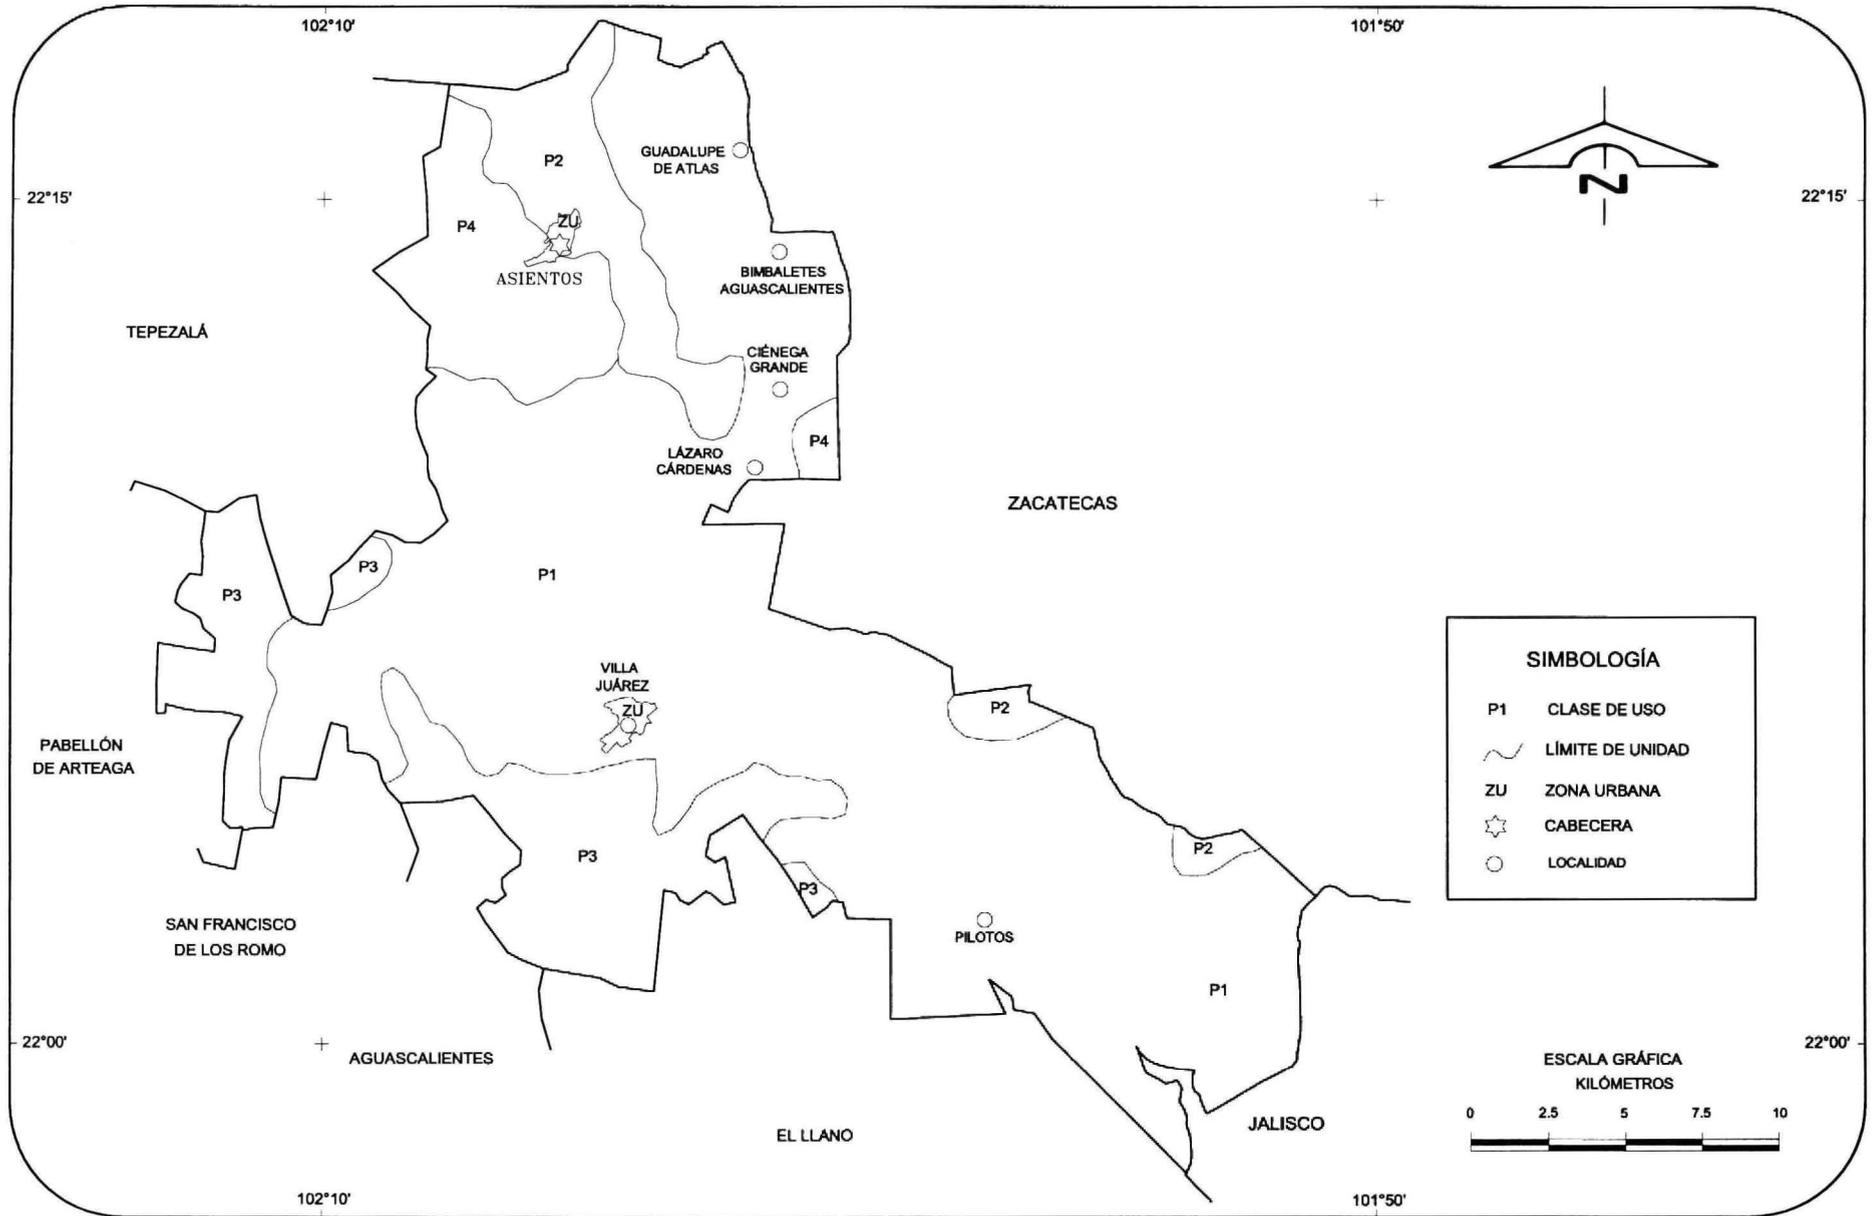 102°10'
101°50'
22°15'
22°15'
P2
GUADALUPE
DE ATLAS
P4
ZU
ASIENTOS
BIMBALETES
AGUASCALIENTES
TEPEZALÁ
CIÉNEGA
GRANDE
P4
LÁZARO
CÁRDENAS
ZACATECAS
P3
P3
P1
VILLA
JUÁREZ
ZU
P2
PABELLÓN
DE ARTEAGA
P3
P2
P3
SAN FRANCISCO
DE LOS ROMO
PILOTOS
P1
22°00'
22°00'
AGUASCALIENTES
EL LLANO
JALISCO
102°10'
101°50'
N
SIMBOLOGÍA
P1 CLASE DE USO
LÍMITE DE UNIDAD
ZU ZONA URBANA
CABECERA
LOCALIDAD
ESCALA GRÁFICA
KILÓMETROS
0 2.5 5 7.5 10